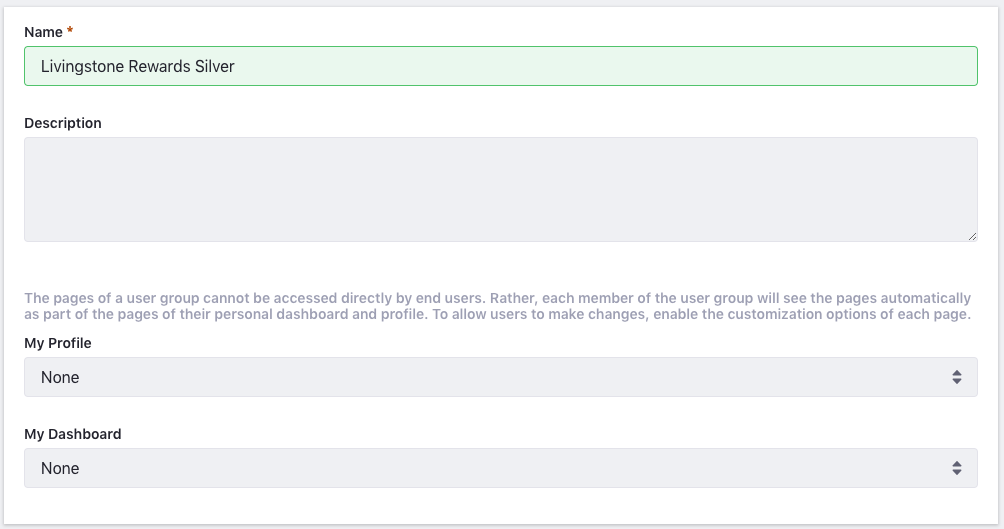 Name *
Livingstone Rewards Silver
Description
The pages of a user group cannot be accessed directly by end users. Rather, each member of the user group will see the pages automatically
as part of the pages of their personal dashboard and profile. To allow users to make changes, enable the customization options of each page.
My Profile
None
My Dashboard
None